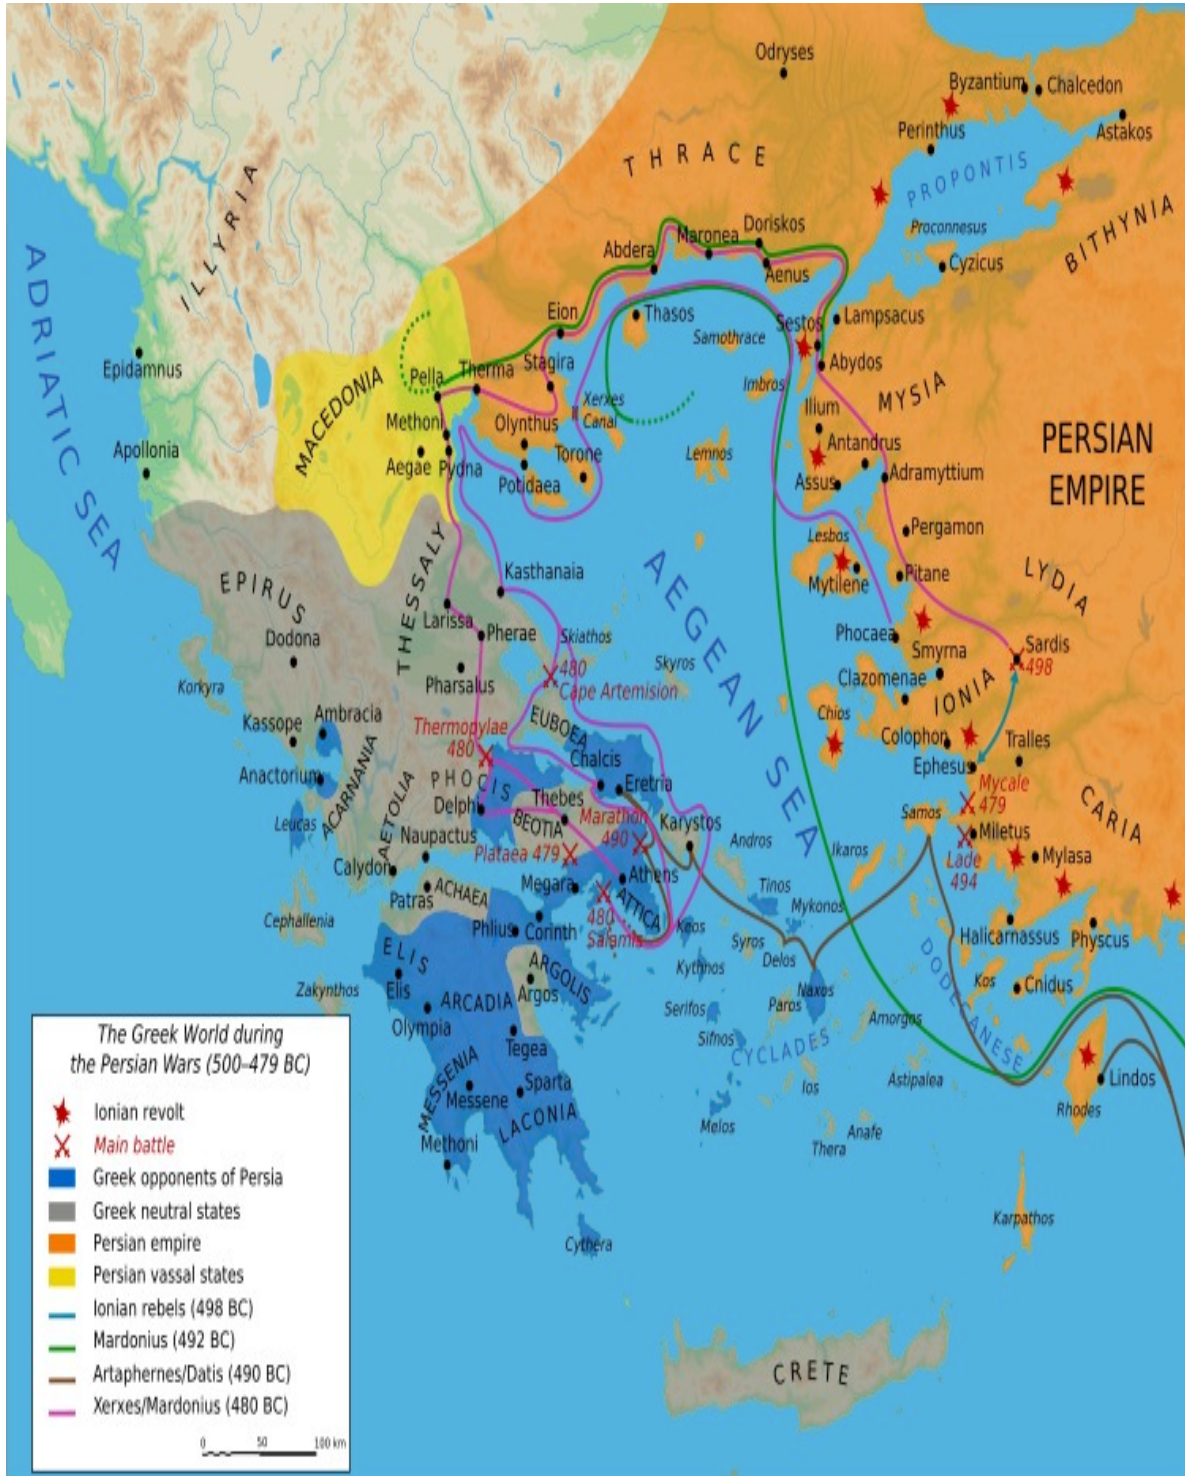 Odryses
Byzantium
Chalcedon
Perinthus
Astakos
THRACE
PROPONTIS
BITHYNIA
Proconnesus
Cyzicus
ILLYRIA
ADRIATIC SEA
Doriskos
Maronea
Abdera
Aenus
Eion
Thasos
Samothrace
Sestos
Lampsacus
Abydos
Epidamnus
Pella
Therma
Stagira
Imbros
MYSIA
MACEDONIA
Xerxes
Canal
Ilium
Methoni
Olynthus
Antandrus
PERSIAN
EMPIRE
Apollonia
Aegae
Pydna
Torone
Lemnos
Adramyttium
Potidaea
Assus
Pergamon
Lesbos
THESSALY
AEGEAN SEA
Kasthanaia
Mytilene
Pitane
LYDIA
EPIRUS
Dodona
Larissa
Pherae
Skiathos
Phocaea
Smyrna
Sardis
498
Korkyra
Pharsalus
480
Cape Artemision
Skyros
Clazomenae
IONIA
Kassope
Ambracia
Thermopylae
480
EUBOEA
Chios
Colophon
Tralles
Anactorium
ACARNANIA
AETOLIA
PHOCIS
Chalcis
Eretria
Ephesus
Mycale
479
Leucas
Delphi
Thebes
BEOTIA
Marathon
490
Karystos
Samos
CARIA
Naupactus
Plataea 479
Andros
Ikaros
Miletus
Lade
494
Mylasa
Calydon
Patras
ACHAEA
Megara
Athens
ATTICA
Tinos
Mykonos
Cephallenia
Phlius
Corinth
480
Salamis
Keos
Syros
Delos
Halicarnassus
Physcus
ELIS
Elis
ARGOLIS
Argos
Kythnos
Naxos
DODECANESE
Kos
Cnidus
Zakynthos
ARCADIA
Olympia
Serifos
Paros
Amorgos
Tegea
Sifnos
CYCLADES
MESSENIA
Messene
Sparta
LACONIA
Ios
Astipalea
Lindos
Rhodes
Methoni
Melos
Thera
Anafe
Cythera
Karpathos
CRETE
The Greek World during
the Persian Wars (500–479 BC)
Ionian revolt
Main battle
Greek opponents of Persia
Greek neutral states
Persian empire
Persian vassal states
Ionian rebels (498 BC)
Mardonius (492 BC)
Artaphernes/Datis (490 BC)
Xerxes/Mardonius (480 BC)
0 50 100 km